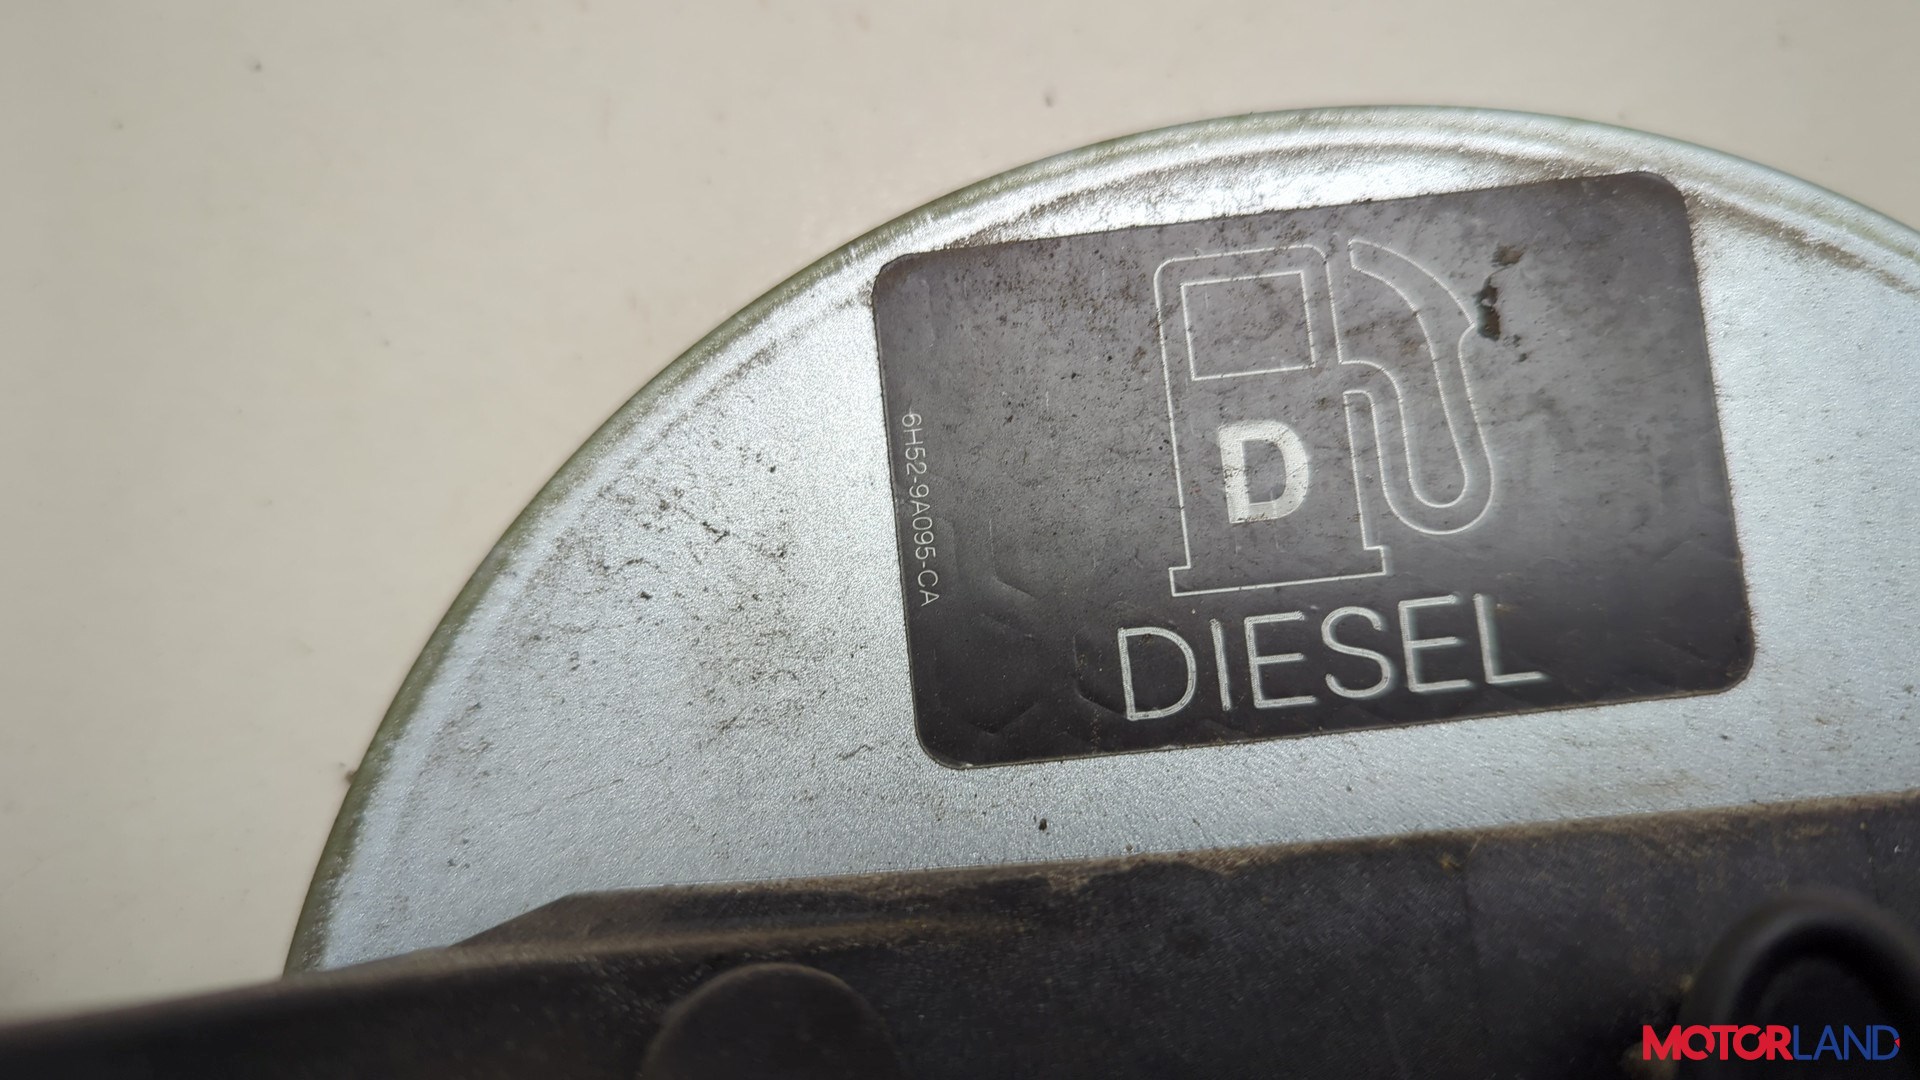 D
DIESEL
6H52-9A095-CA
MOTORLAND